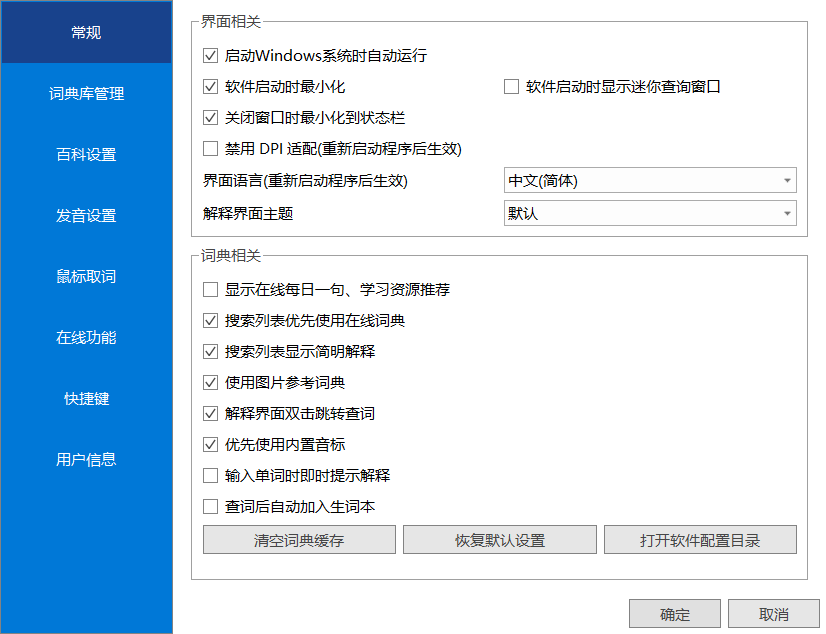 常规
词典库管理
百科设置
发音设置
鼠标取词
在线功能
快捷键
用户信息
界面相关
启动Windows系统时自动运行
软件启动时最小化
软件启动时显示迷你查询窗口
关闭窗口时最小化到状态栏
禁用 DPI 适配(重新启动程序后生效)
界面语言(重新启动程序后生效)
中文(简体)
解释界面主题
默认
词典相关
显示在线每日一句、学习资源推荐
搜索列表优先使用在线词典
搜索列表显示简明解释
使用图片参考词典
解释界面双击跳转查词
优先使用内置音标
输入单词时即时提示解释
查词后自动加入生词本
清空词典缓存
恢复默认设置
打开软件配置目录
确定
取消